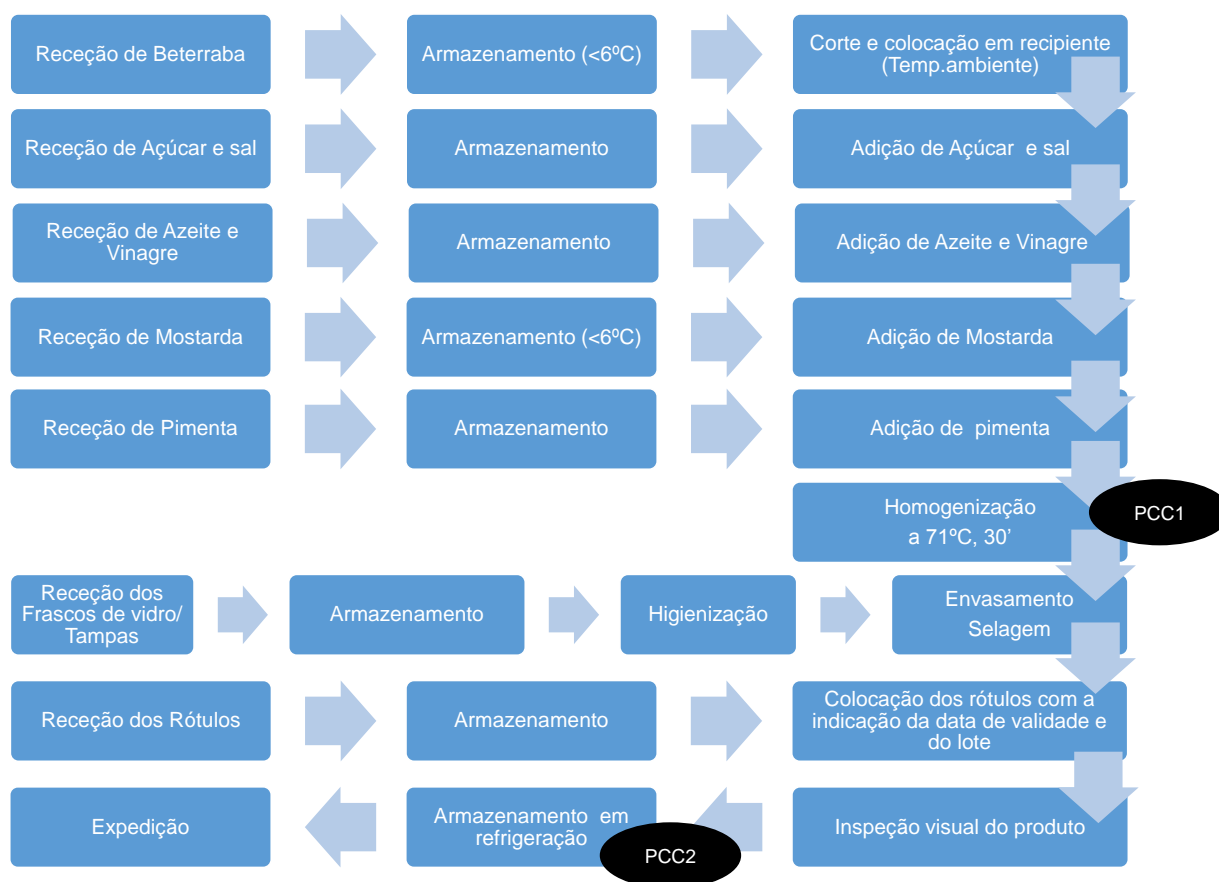 Receção de Beterraba
Armazenamento (<6ºC)
Corte e colocação em recipiente
(Temp.ambiente)
Receção de Açúcar e sal
Armazenamento
Adição de Açúcar e sal
Receção de Azeite e
Vinagre
Armazenamento
Adição de Azeite e Vinagre
Receção de Mostarda
Armazenamento (<6ºC)
Adição de Mostarda
Receção de Pimenta
Armazenamento
Adição de pimenta
Homogenização
a 71ºC, 30’
PCC1
Receção dos
Frascos de vidro/
Tampas
Armazenamento
Higienização
Envasamento
Selagem
Receção dos Rótulos
Armazenamento
Colocação dos rótulos com a
indicação da data de validade e
do lote
Expedição
Armazenamento em
refrigeração
PCC2
Inspeção visual do produto